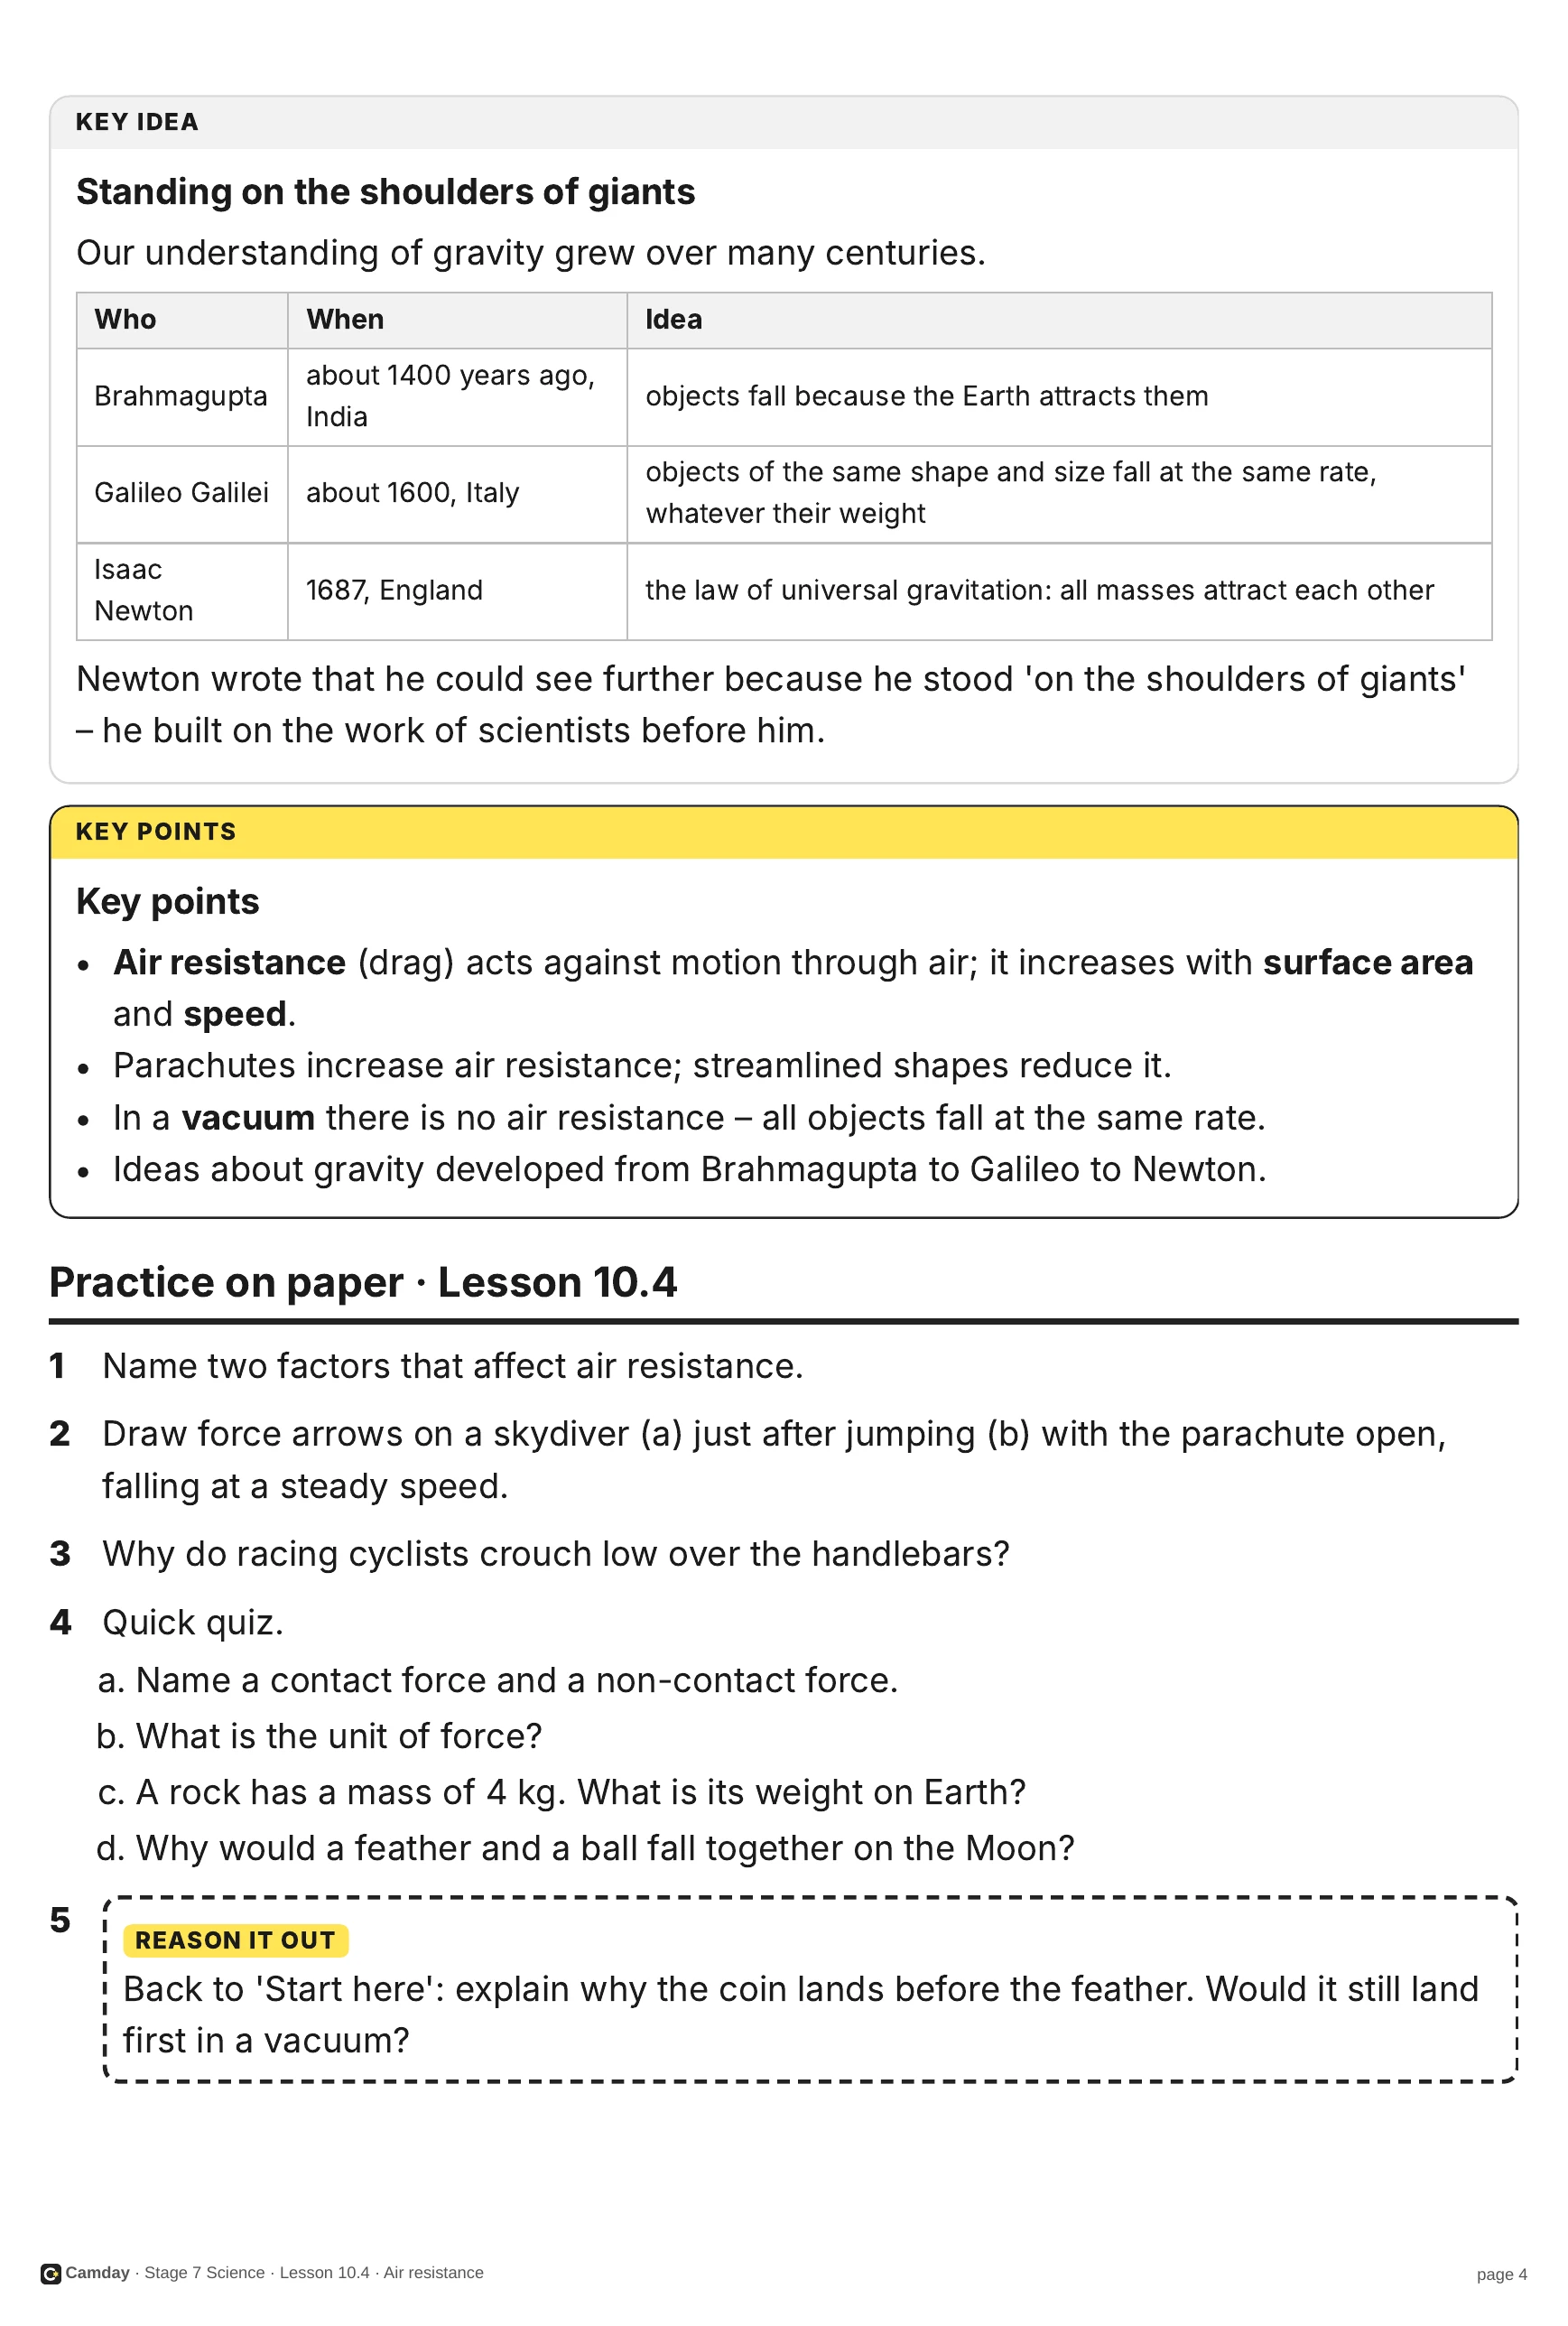 KEY IDEA
Standing on the shoulders of giants
Our understanding of gravity grew over many centuries.
Who When Idea
Brahmagupta about 1400 years ago, India objects fall because the Earth attracts them
Galileo Galilei about 1600, Italy objects of the same shape and size fall at the same rate, whatever their weight
Isaac Newton 1687, England the law of universal gravitation: all masses attract each other
Newton wrote that he could see further because he stood 'on the shoulders of giants'
– he built on the work of scientists before him.
KEY POINTS
Key points
• Air resistance (drag) acts against motion through air; it increases with surface area
and speed.
• Parachutes increase air resistance; streamlined shapes reduce it.
• In a vacuum there is no air resistance – all objects fall at the same rate.
• Ideas about gravity developed from Brahmagupta to Galileo to Newton.
Practice on paper · Lesson 10.4
1 Name two factors that affect air resistance.
2 Draw force arrows on a skydiver (a) just after jumping (b) with the parachute open,
falling at a steady speed.
3 Why do racing cyclists crouch low over the handlebars?
4 Quick quiz.
a. Name a contact force and a non-contact force.
b. What is the unit of force?
c. A rock has a mass of 4 kg. What is its weight on Earth?
d. Why would a feather and a ball fall together on the Moon?
5 REASON IT OUT
Back to 'Start here': explain why the coin lands before the feather. Would it still land
first in a vacuum?
Camday · Stage 7 Science · Lesson 10.4 · Air resistance page 4